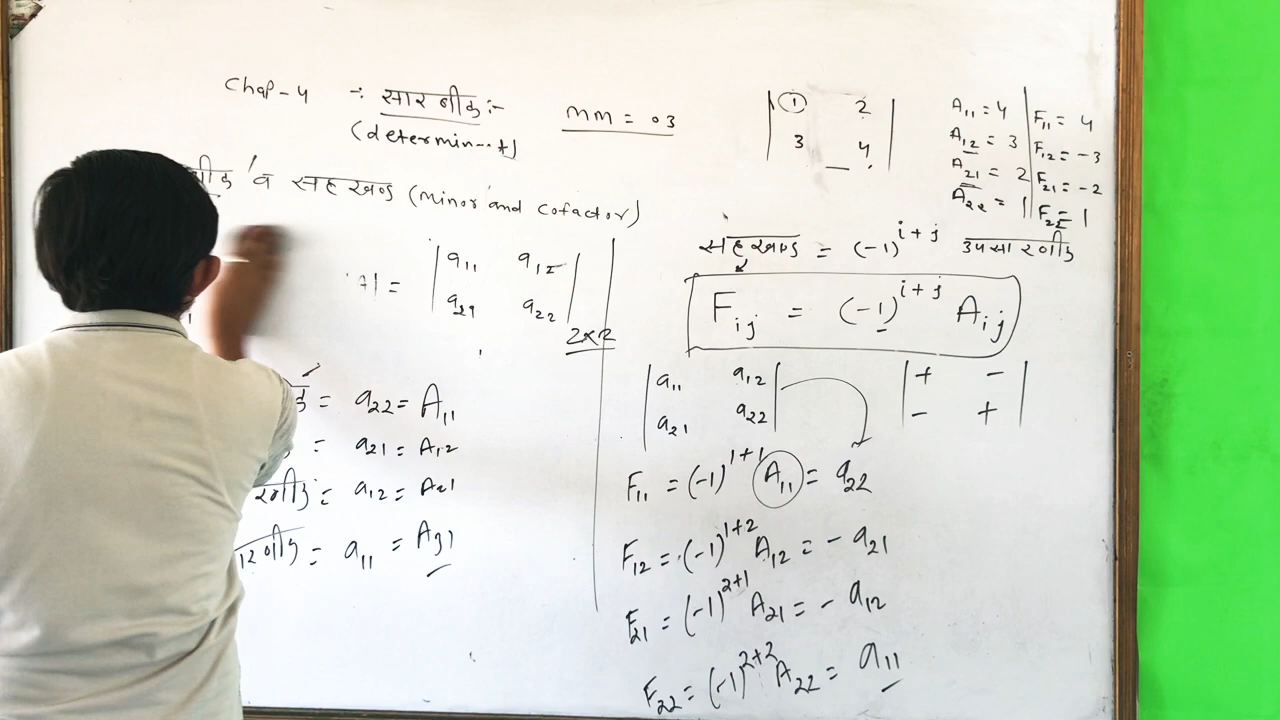 Chap-4 :- सारणीक :- MM = 03
(determin--t)
व सहखण्ड (Minor and cofactor)
| = | a11 a12 |
| a21 a22 | 2×2
= a22 = A11
= a21 = A12
= a12 = A21
= a11 =
| 1 2 |
| 3 4 |
A11 = 4 | F11 = 4
A12 = 3 | F12 = -3
A21 = 2 | F21 = -2
A22 = 1 | F22 = 1
सहखण्ड = (-1)^i+j उपसारणीक
Fij = (-1)^i+j Aij
| a11 a12 | | + - |
| a21 a22 | | - + |
F11 = (-1)^1+1 A11 = a22
F12 = (-1)^1+2 A12 = - a21
F21 = (-1)^2+1 A21 = - a12
F22 = (-1)^2+2 A22 = a11